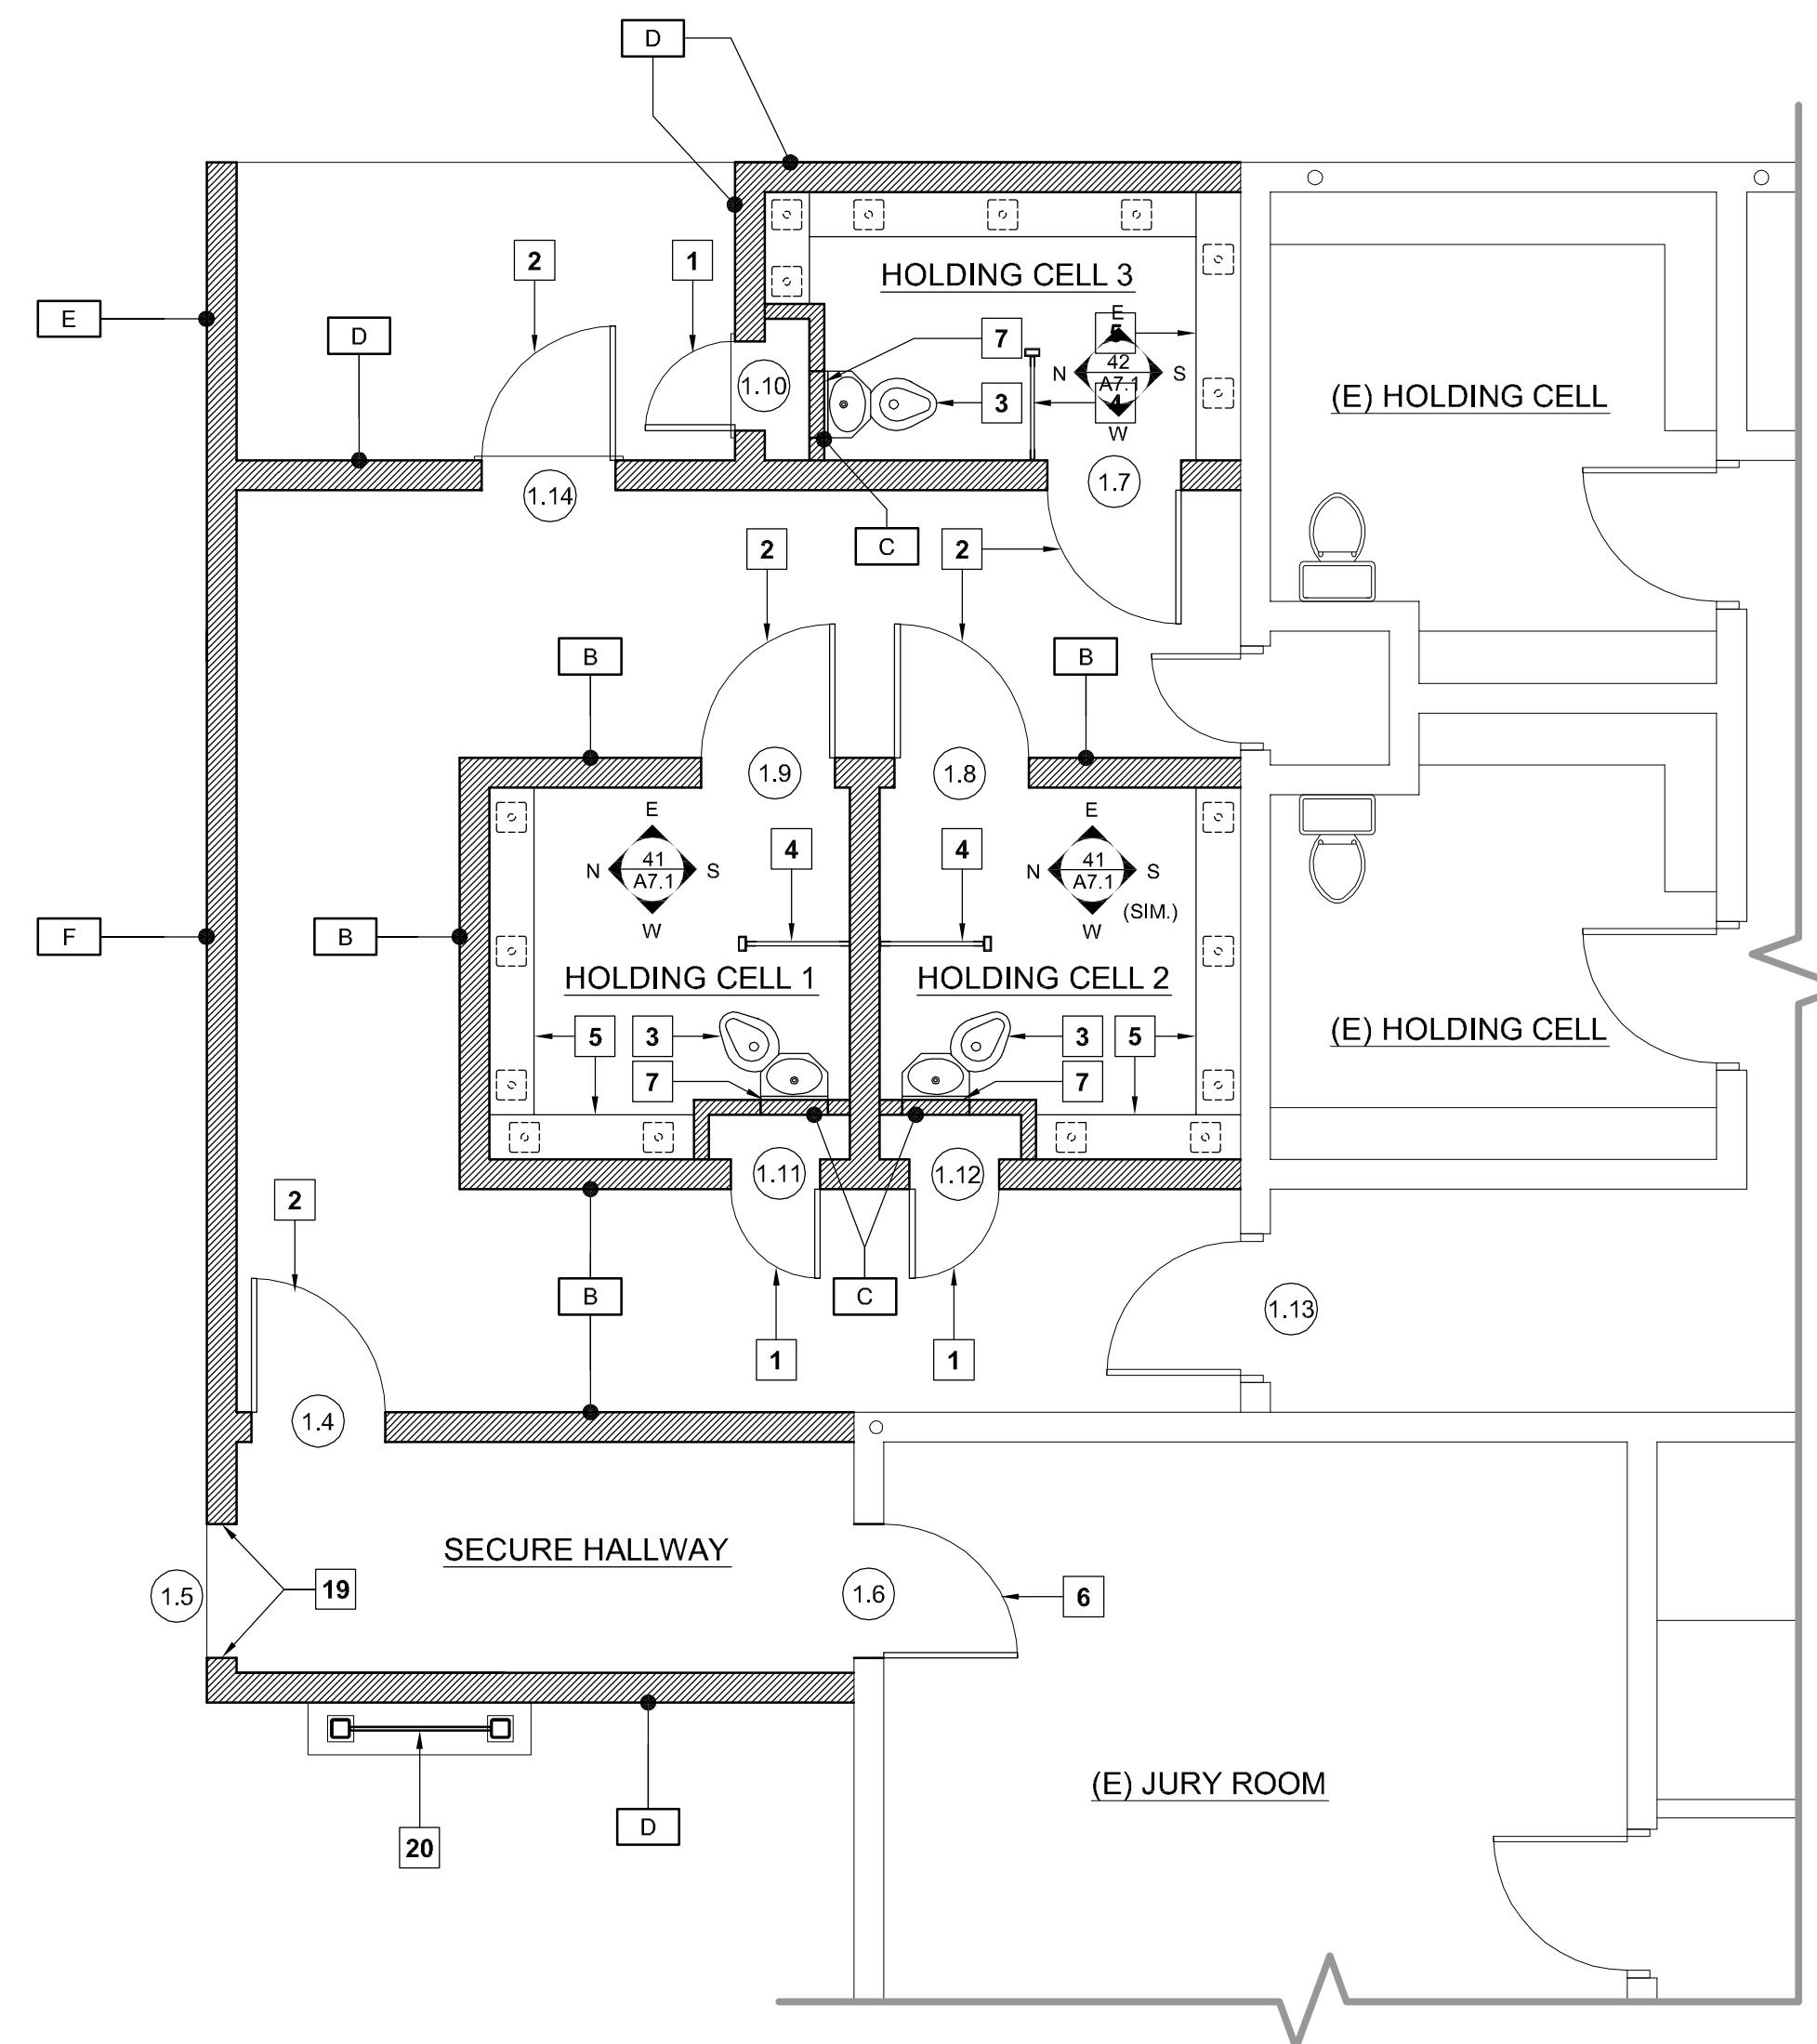 D
2
1
HOLDING CELL 3
E
D
7
E
5
42
A7.1
N
S
1.10
3
4
W
(E) HOLDING CELL
1.14
1.7
2
C
2
B
B
1.9
1.8
E
41
A7.1
N
S
W
4
4
E
41
A7.1
N
S
(SIM.)
W
F
B
HOLDING CELL 1
HOLDING CELL 2
(E) HOLDING CELL
5
3
3
5
7
7
1.11
1.12
2
B
C
1.13
1
1
1.4
SECURE HALLWAY
1.5
19
1.6
6
(E) JURY ROOM
D
20